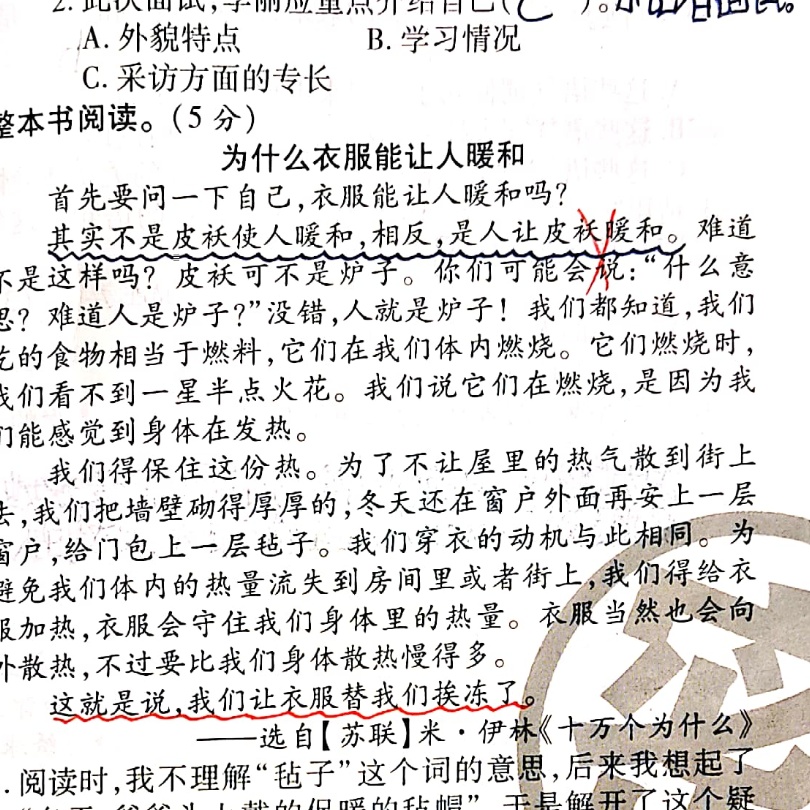 2. 此次面试,李丽应重点介绍自己( C )。
A. 外貌特点 B. 学习情况
C. 采访方面的专长
整本书阅读。(5分)
为什么衣服能让人暖和
首先要问一下自己,衣服能让人暖和吗?
其实不是皮袄使人暖和,相反,是人让皮袄暖和。难道
不是这样吗? 皮袄可不是炉子。你们可能会说:“什么意
思? 难道人是炉子?”没错,人就是炉子! 我们都知道,我们
吃的食物相当于燃料,它们在我们体内燃烧。它们燃烧时,
我们看不到一星半点火花。我们说它们在燃烧,是因为我
们能感觉到身体在发热。
我们得保住这份热。为了不让屋里的热气散到街上
去,我们把墙壁砌得厚厚的,冬天还在窗户外面再安上一层
窗户,给门包上一层毡子。我们穿衣的动机与此相同。为
避免我们体内的热量流失到房间里或者街上,我们得给衣
服加热,衣服会守住我们身体里的热量。衣服当然也会向
外散热,不过要比我们身体散热慢得多。
这就是说,我们让衣服替我们挨冻了。
——选自【苏联】米·伊林《十万个为什么》
.阅读时,我不理解“毡子”这个词的意思,后来我想起了
头上戴的保暖的毡帽”,于是解开了这个疑